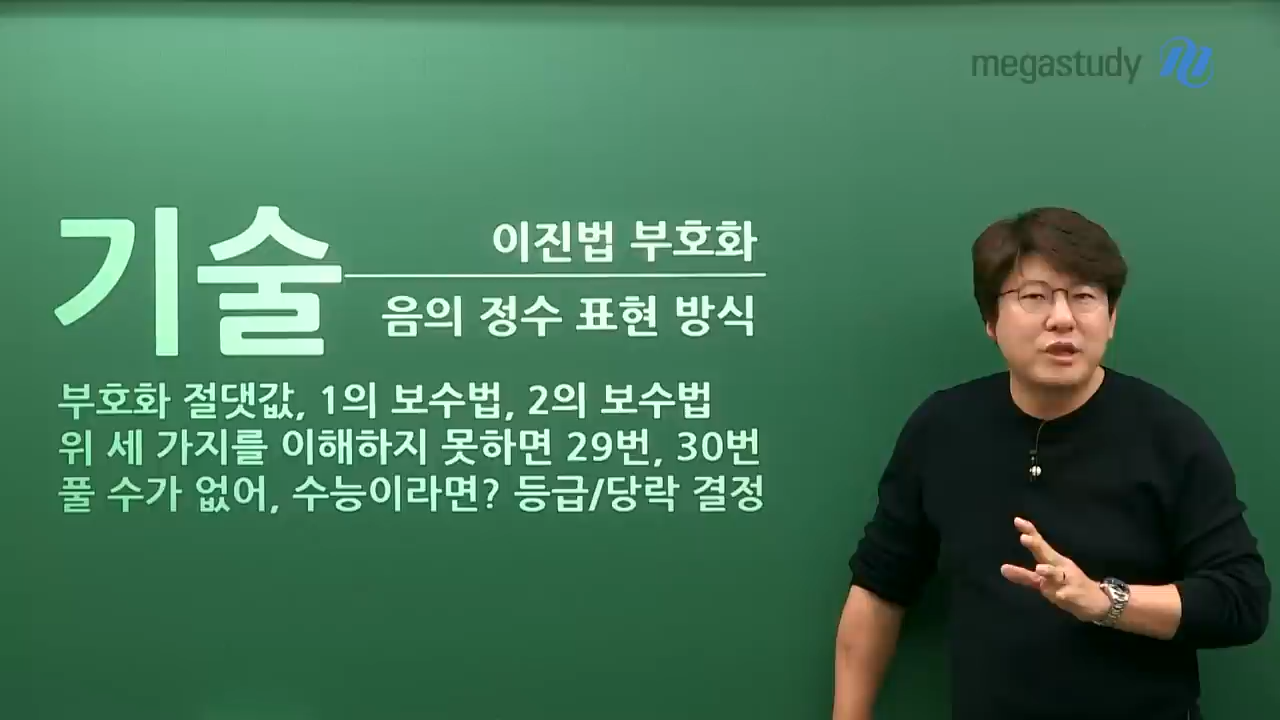 megastudy
기술
이진법 부호화
음의 정수 표현 방식
부호화 절댓값, 1의 보수법, 2의 보수법
위 세 가지를 이해하지 못하면 29번, 30번
풀 수가 없어, 수능이라면? 등급/당락 결정